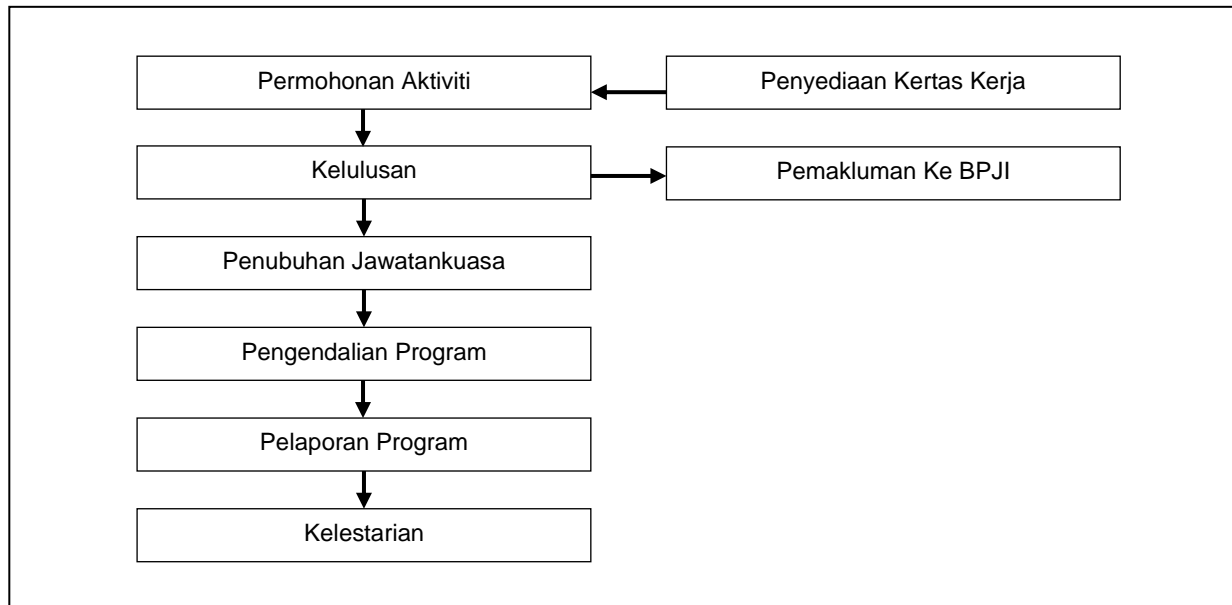 Permohonan Aktiviti
Penyediaan Kertas Kerja
Kelulusan
Pemakluman Ke BPJI
Penubuhan Jawatankuasa
Pengendalian Program
Pelaporan Program
Kelestarian